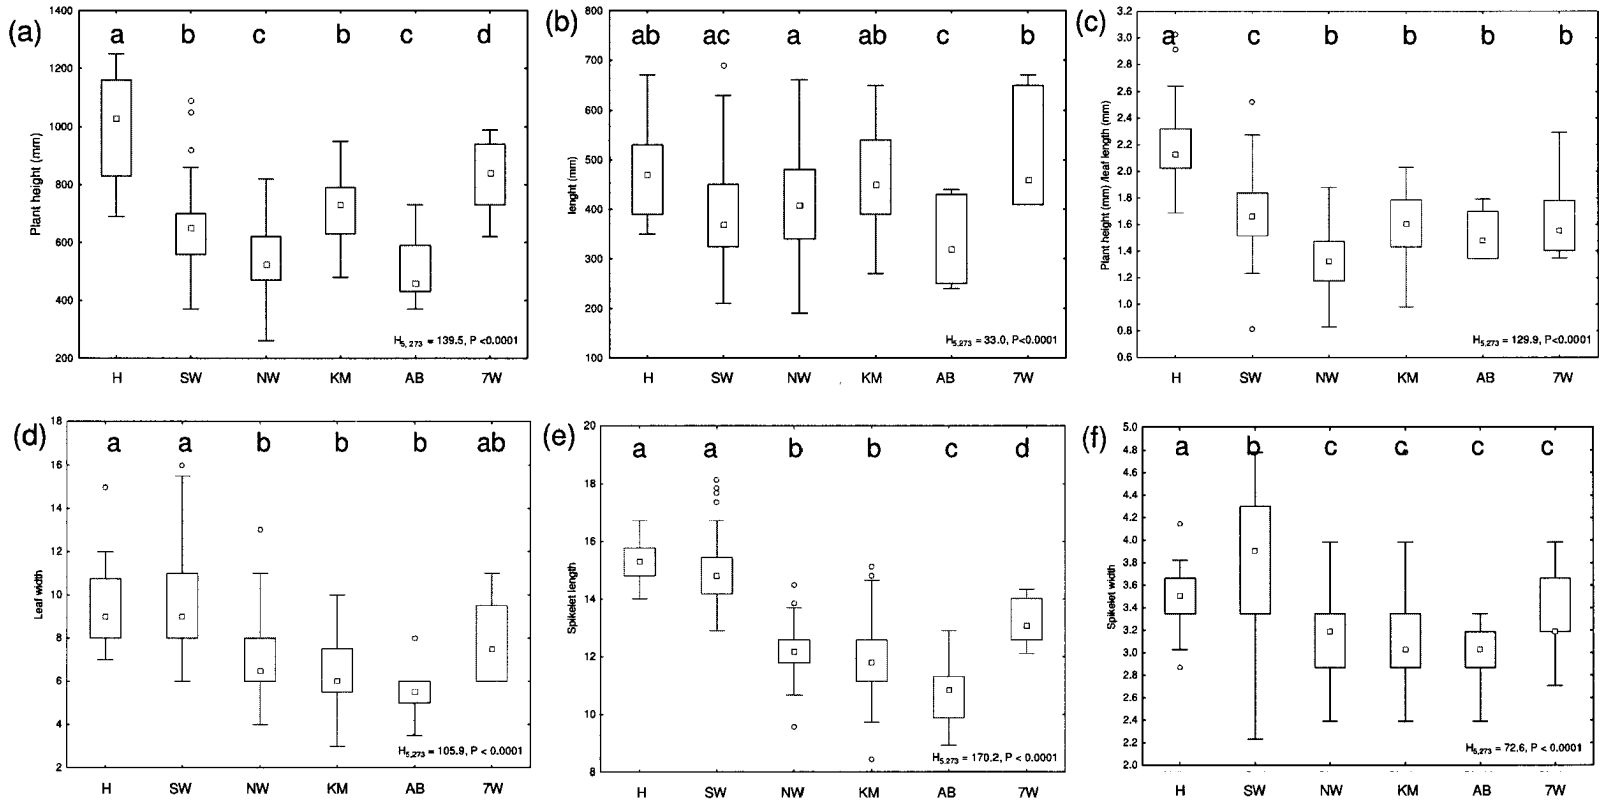 (a)
a b c b c d
1400
1200
1000
800
600
400
200
Plant height (mm)
H5, 273 = 139.5, P <0.0001
H SW NW KM AB 7W
(b)
ab ac a ab c b
800
700
600
500
400
300
200
100
lenght (mm)
H5,273 = 33.0, P<0.0001
H SW NW KM AB 7W
(c)
a c b b b b
3.2
3.0
2.8
2.6
2.4
2.2
2.0
1.8
1.6
1.4
1.2
1.0
0.8
0.6
Plant height (mm) /leaf length (mm)
H5,273 = 129.9, P<0.0001
H SW NW KM AB 7W
(d)
a a b b b ab
18
16
14
12
10
8
6
4
2
Leaf width
H5,273 = 105.9, P < 0.0001
H SW NW KM AB 7W
(e)
a a b b c d
20
18
16
14
12
10
8
Spikelet length
H5,273 = 170.2, P < 0.0001
H SW NW KM AB 7W
(f)
a b c c c c
5.0
4.8
4.6
4.4
4.2
4.0
3.8
3.6
3.4
3.2
3.0
2.8
2.6
2.4
2.2
2.0
Spikelet width
H5,273 = 72.6, P < 0.0001
H SW NW KM AB 7W